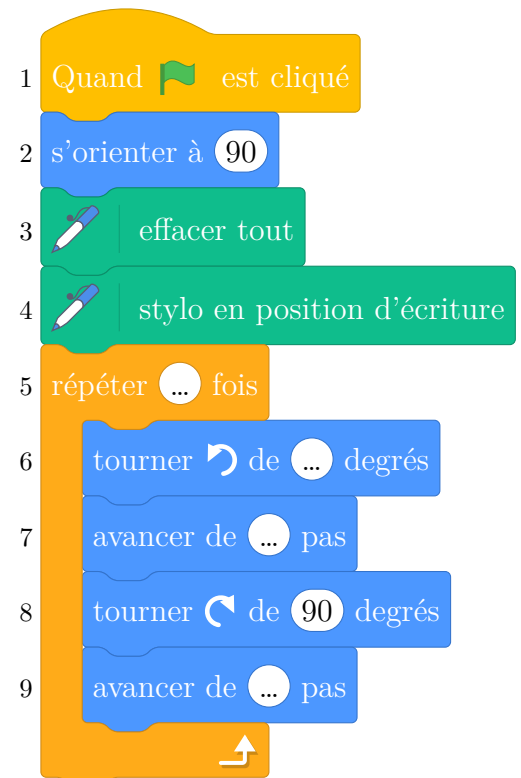 1 Quand est cliqué
2 s'orienter à 90
3 effacer tout
4 stylo en position d'écriture
5 répéter ... fois
6 tourner de ... degrés
7 avancer de ... pas
8 tourner de 90 degrés
9 avancer de ... pas